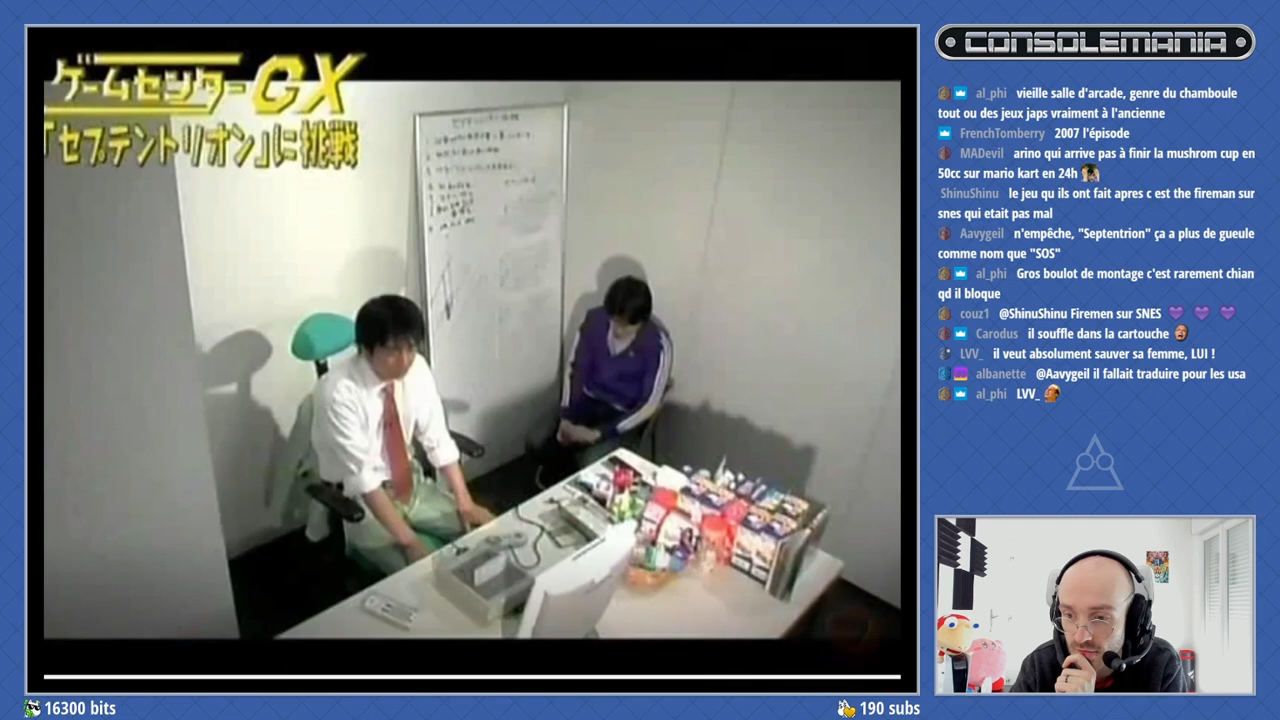 ゲームセンターCX
「セプテントリオン」に挑戦
CONSOLEMANIA
al_phi vieille salle d'arcade, genre du chamboule
tout ou des jeux japs vraiment à l'ancienne
FrenchTomberry 2007 l'épisode
MADevil arino qui arrive pas à finir la mushrom cup en
50cc sur mario kart en 24h
ShinuShinu le jeu qu ils ont fait apres c est the fireman sur
snes qui etait pas mal
Aavygeil n'empêche, "Septentrion" ça a plus de gueule
comme nom que "SOS"
al_phi Gros boulot de montage c'est rarement chian
qd il bloque
couz1 @ShinuShinu Firemen sur SNES
Carodus il souffle dans la cartouche
LVV_ il veut absolument sauver sa femme, LUI !
albanette @Aavygeil il fallait traduire pour les usa
al_phi LVV_
16300 bits
190 subs